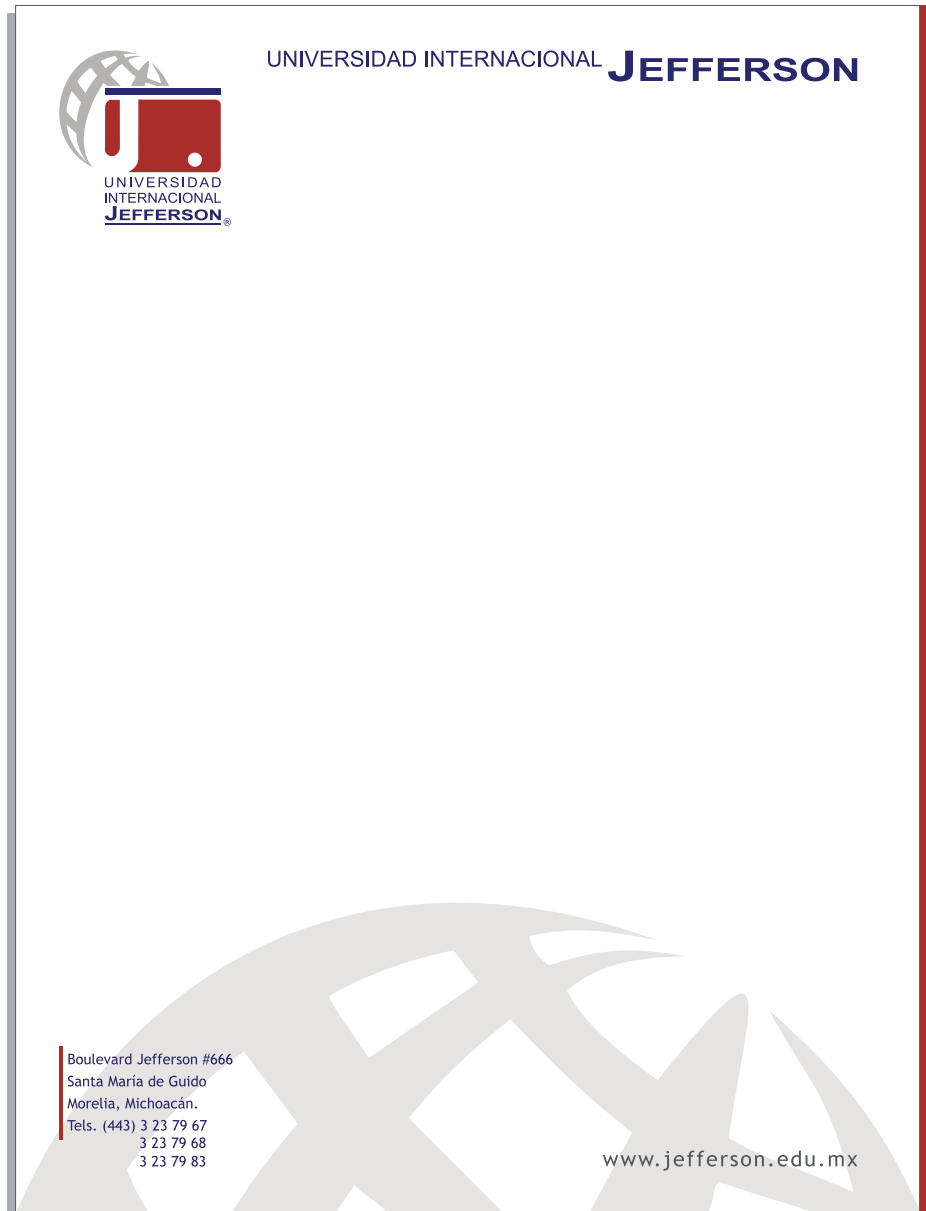 UNIVERSIDAD INTERNACIONAL JEFFERSON
UNIVERSIDAD
INTERNACIONAL
JEFFERSON®
Boulevard Jefferson #666
Santa María de Guido
Morelia, Michoacán.
Tels. (443) 3 23 79 67
3 23 79 68
3 23 79 83
www.jefferson.edu.mx